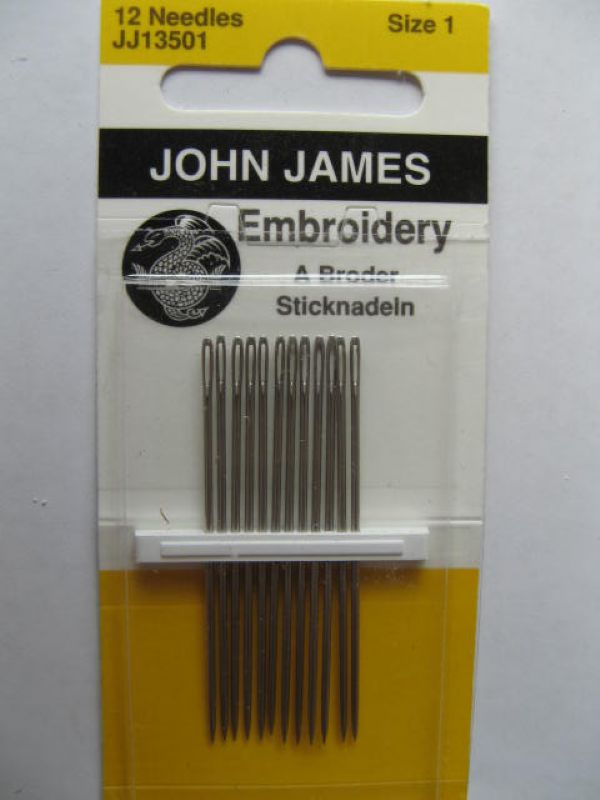 12 Needles
JJ13501
Size 1
JOHN JAMES
Embroidery
A Broder
Sticknadeln